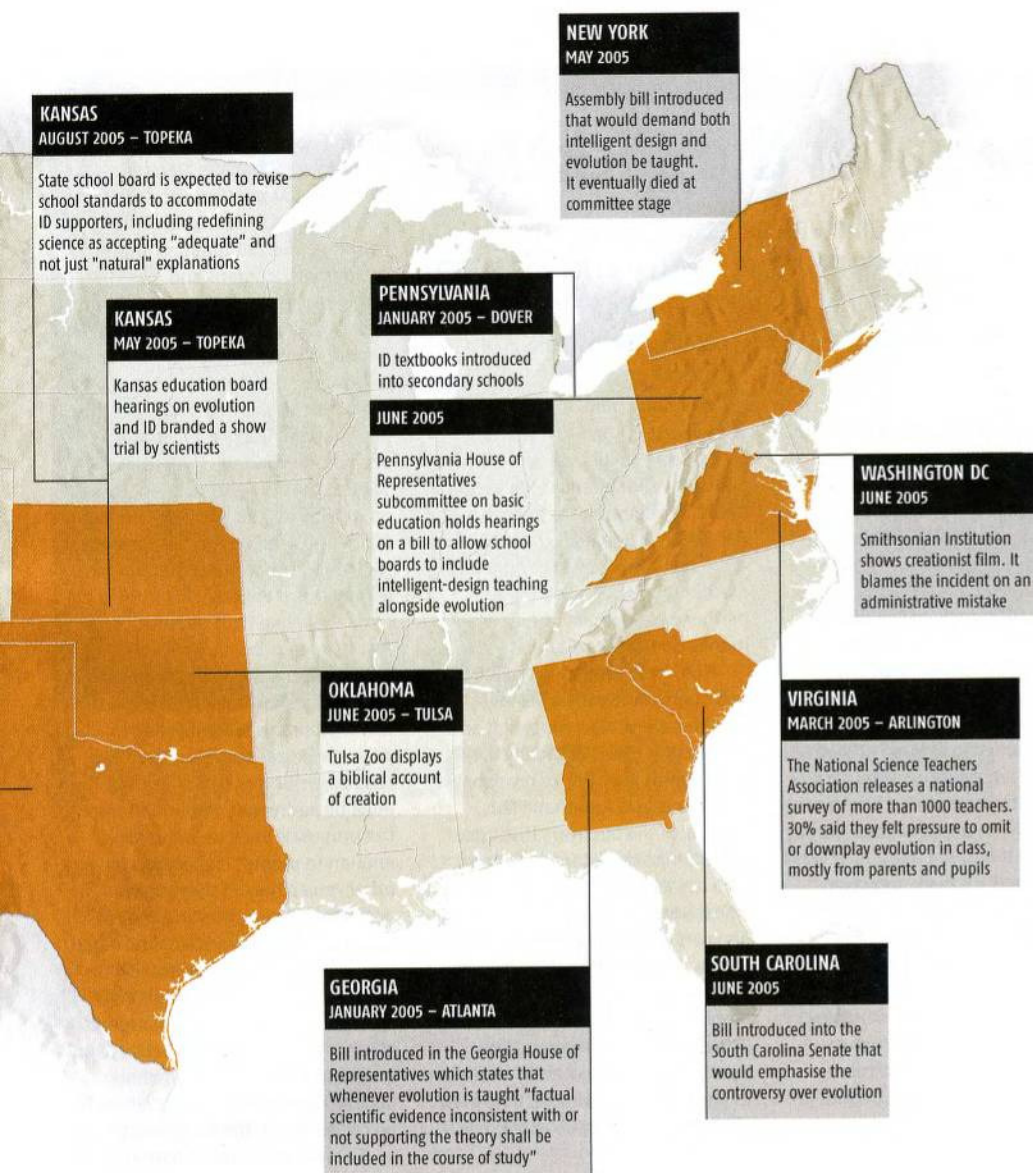 NEW YORK
MAY 2005
Assembly bill introduced
that would demand both
intelligent design and
evolution be taught.
It eventually died at
committee stage
KANSAS
AUGUST 2005 – TOPEKA
State school board is expected to revise
school standards to accommodate
ID supporters, including redefining
science as accepting "adequate" and
not just "natural" explanations
KANSAS
MAY 2005 – TOPEKA
Kansas education board
hearings on evolution
and ID branded a show
trial by scientists
PENNSYLVANIA
JANUARY 2005 – DOVER
ID textbooks introduced
into secondary schools
JUNE 2005
Pennsylvania House of
Representatives
subcommittee on basic
education holds hearings
on a bill to allow school
boards to include
intelligent-design teaching
alongside evolution
WASHINGTON DC
JUNE 2005
Smithsonian Institution
shows creationist film. It
blames the incident on an
administrative mistake
OKLAHOMA
JUNE 2005 – TULSA
Tulsa Zoo displays
a biblical account
of creation
VIRGINIA
MARCH 2005 – ARLINGTON
The National Science Teachers
Association releases a national
survey of more than 1000 teachers.
30% said they felt pressure to omit
or downplay evolution in class,
mostly from parents and pupils
GEORGIA
JANUARY 2005 – ATLANTA
Bill introduced in the Georgia House of
Representatives which states that
whenever evolution is taught "factual
scientific evidence inconsistent with or
not supporting the theory shall be
included in the course of study"
SOUTH CAROLINA
JUNE 2005
Bill introduced into the
South Carolina Senate that
would emphasise the
controversy over evolution